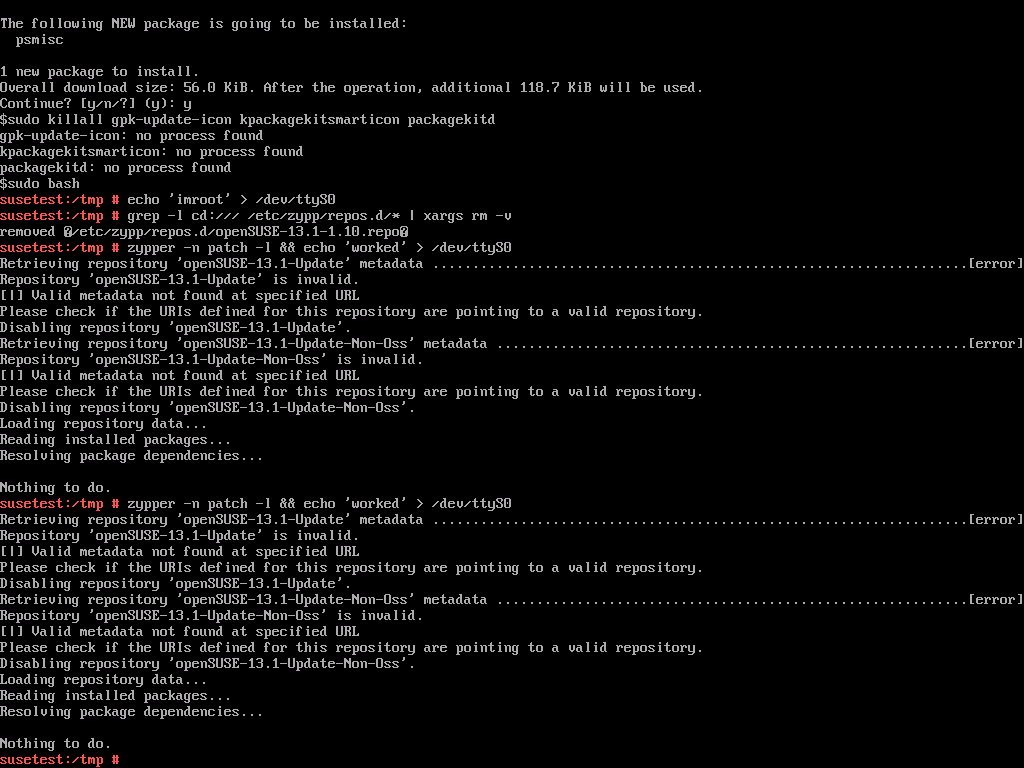 The following NEW package is going to be installed:
  psmisc

1 new package to install.
Overall download size: 56.0 KiB. After the operation, additional 118.7 KiB will be used.
Continue? [y/n/?] (y): y
$sudo killall gpk-update-icon kpackagekitsmarticon packagekitd
gpk-update-icon: no process found
kpackagekitsmarticon: no process found
packagekitd: no process found
$sudo bash
susetest:/tmp # echo 'imroot' > /dev/ttyS0
susetest:/tmp # grep -l cd:/// /etc/zypp/repos.d/* | xargs rm -v
removed �/etc/zypp/repos.d/openSUSE-13.1-1.10.repo�
susetest:/tmp # zypper -n patch -l && echo 'worked' > /dev/ttyS0
Retrieving repository 'openSUSE-13.1-Update' metadata ...................................................................[error]
Repository 'openSUSE-13.1-Update' is invalid.
[|] Valid metadata not found at specified URL
Please check if the URIs defined for this repository are pointing to a valid repository.
Disabling repository 'openSUSE-13.1-Update'.
Retrieving repository 'openSUSE-13.1-Update-Non-Oss' metadata ...........................................................[error]
Repository 'openSUSE-13.1-Update-Non-Oss' is invalid.
[|] Valid metadata not found at specified URL
Please check if the URIs defined for this repository are pointing to a valid repository.
Disabling repository 'openSUSE-13.1-Update-Non-Oss'.
Loading repository data...
Reading installed packages...
Resolving package dependencies...

Nothing to do.
susetest:/tmp # zypper -n patch -l && echo 'worked' > /dev/ttyS0
Retrieving repository 'openSUSE-13.1-Update' metadata ...................................................................[error]
Repository 'openSUSE-13.1-Update' is invalid.
[|] Valid metadata not found at specified URL
Please check if the URIs defined for this repository are pointing to a valid repository.
Disabling repository 'openSUSE-13.1-Update'.
Retrieving repository 'openSUSE-13.1-Update-Non-Oss' metadata ...........................................................[error]
Repository 'openSUSE-13.1-Update-Non-Oss' is invalid.
[|] Valid metadata not found at specified URL
Please check if the URIs defined for this repository are pointing to a valid repository.
Disabling repository 'openSUSE-13.1-Update-Non-Oss'.
Loading repository data...
Reading installed packages...
Resolving package dependencies...

Nothing to do.
susetest:/tmp #